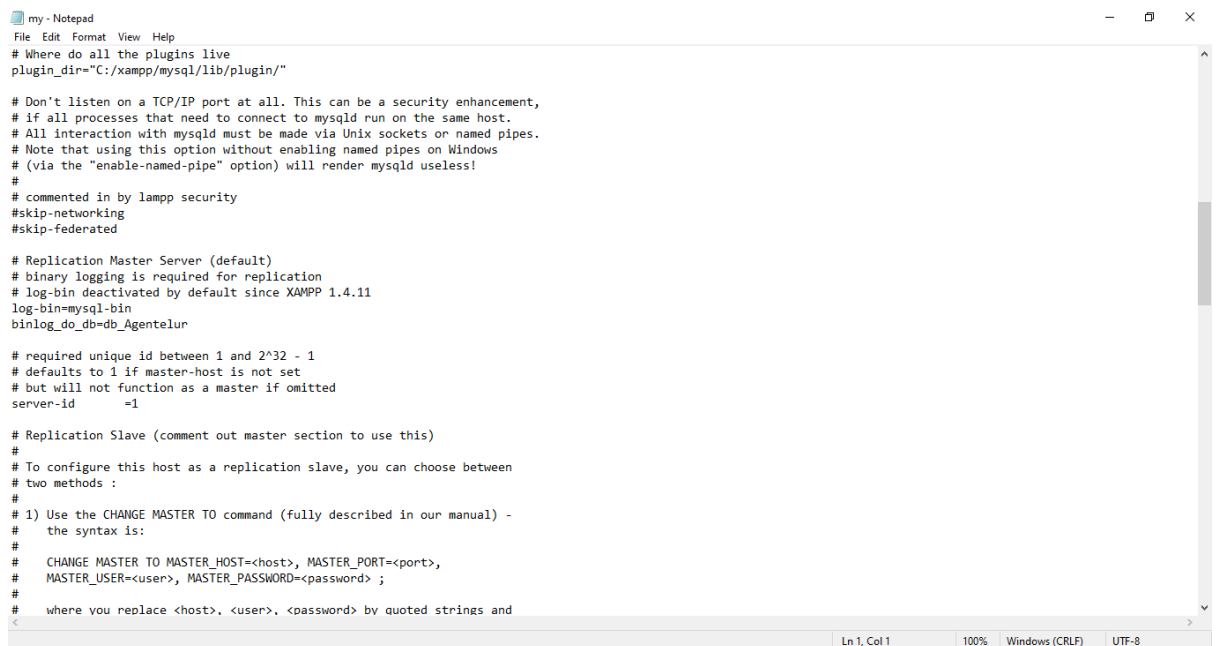 my - Notepad
File Edit Format View Help
# Where do all the plugins live
plugin_dir="C:/xampp/mysql/lib/plugin/"
# Don't listen on a TCP/IP port at all. This can be a security enhancement,
# if all processes that need to connect to mysqld run on the same host.
# All interaction with mysqld must be made via Unix sockets or named pipes.
# Note that using this option without enabling named pipes on Windows
# (via the "enable-named-pipe" option) will render mysqld useless!
#
# commented in by lampp security
#skip-networking
#skip-federated
# Replication Master Server (default)
# binary logging is required for replication
# log-bin deactivated by default since XAMPP 1.4.11
log-bin=mysql-bin
binlog_do_db=db_Agentelur
# required unique id between 1 and 2^32 - 1
# defaults to 1 if master-host is not set
# but will not function as a master if omitted
server-id       =1
# Replication Slave (comment out master section to use this)
#
# To configure this host as a replication slave, you can choose between
# two methods :
#
# 1) Use the CHANGE MASTER TO command (fully described in our manual) -
#    the syntax is:
#
#    CHANGE MASTER TO MASTER_HOST=<host>, MASTER_PORT=<port>,
#    MASTER_USER=<user>, MASTER_PASSWORD=<password> ;
#
#    where you replace <host>, <user>, <password> by quoted strings and
Ln 1, Col 1 100% Windows (CRLF) UTF-8